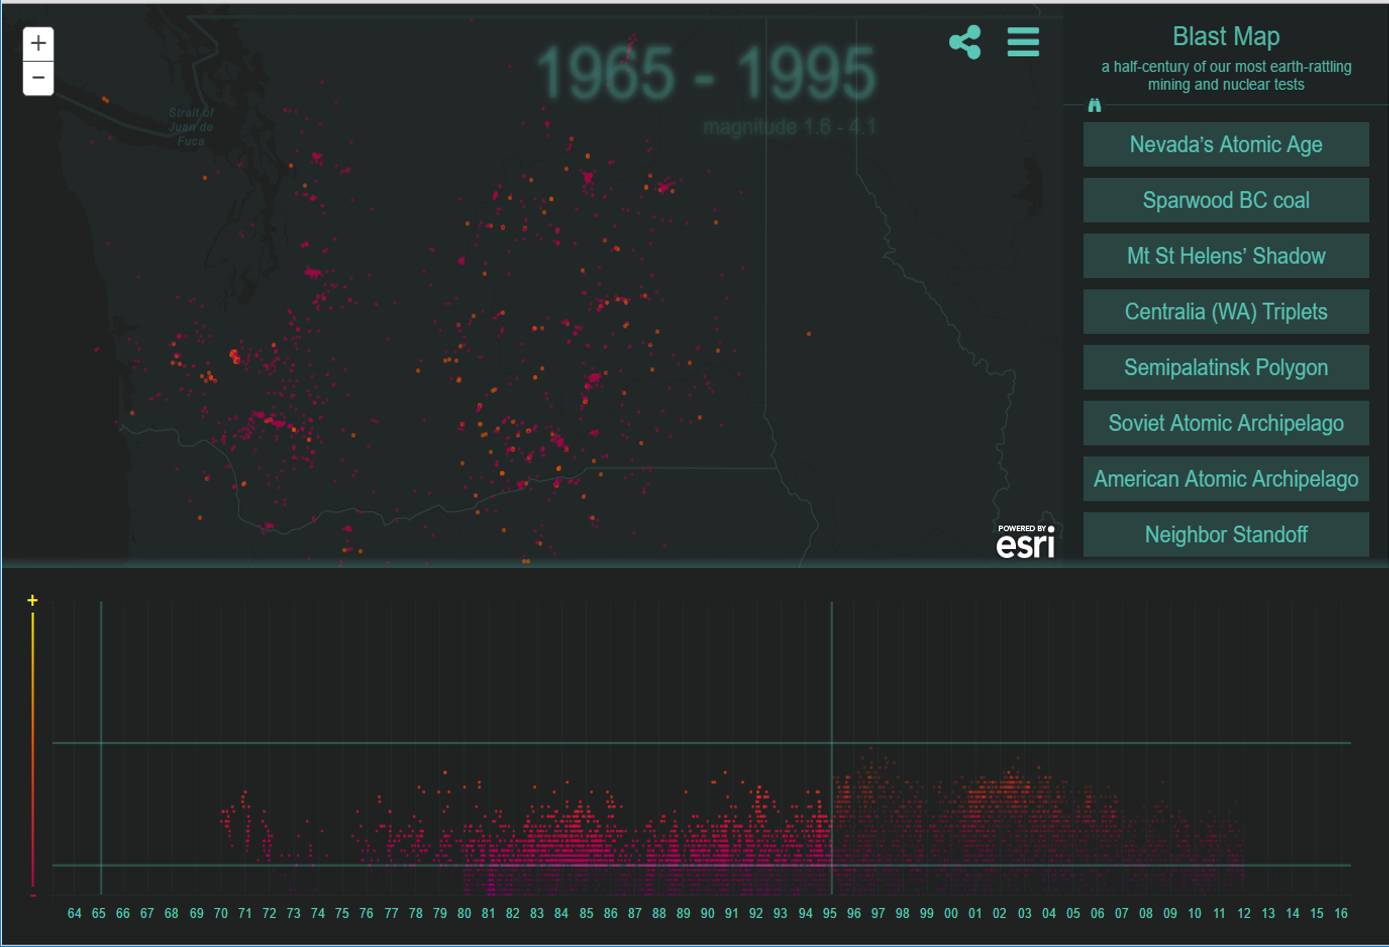 +
−
1965 - 1995
magnitude 1.6 - 4.1
Strait of
Juan de
Fuca
POWERED BY
esri
Blast Map
a half-century of our most earth-rattling
mining and nuclear tests
Nevada's Atomic Age
Sparwood BC coal
Mt St Helens' Shadow
Centralia (WA) Triplets
Semipalatinsk Polygon
Soviet Atomic Archipelago
American Atomic Archipelago
Neighbor Standoff
+
-
64 65 66 67 68 69 70 71 72 73 74 75 76 77 78 79 80 81 82 83 84 85 86 87 88 89 90 91 92 93 94 95 96 97 98 99 00 01 02 03 04 05 06 07 08 09 10 11 12 13 14 15 16